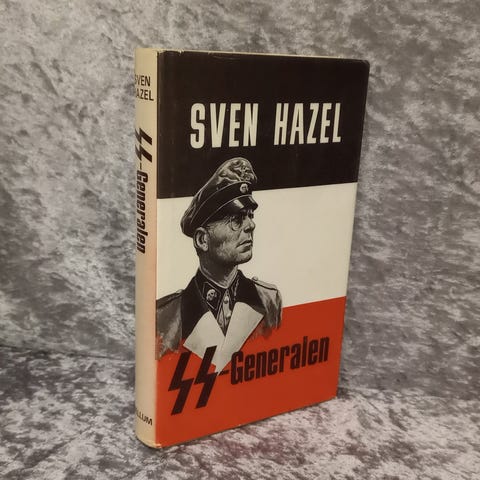 SVEN HAZEL
SS-Generalen
SVEN
HAZEL
SS-Generalen